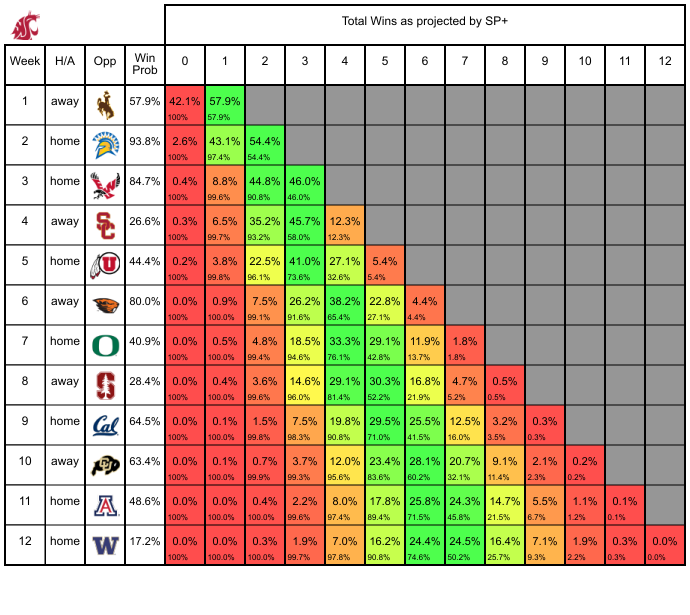 Total Wins as projected by SP+
Week H/A Opp Win Prob 0 1 2 3 4 5 6 7 8 9 10 11 12
1 away 57.9% 42.1% 57.9%
100% 57.9%
2 home 93.8% 2.6% 43.1% 54.4%
100% 97.4% 54.4%
3 home 84.7% 0.4% 8.8% 44.8% 46.0%
100% 99.6% 90.8% 46.0%
4 away SC 26.6% 0.3% 6.5% 35.2% 45.7% 12.3%
100% 99.7% 93.2% 58.0% 12.3%
5 home U 44.4% 0.2% 3.8% 22.5% 41.0% 27.1% 5.4%
100% 99.8% 96.1% 73.6% 32.6% 5.4%
6 away 80.0% 0.0% 0.9% 7.5% 26.2% 38.2% 22.8% 4.4%
100% 100.0% 99.1% 91.6% 65.4% 27.1% 4.4%
7 home O 40.9% 0.0% 0.5% 4.8% 18.5% 33.3% 29.1% 11.9% 1.8%
100% 100.0% 99.4% 94.6% 76.1% 42.8% 13.7% 1.8%
8 away S 28.4% 0.0% 0.4% 3.6% 14.6% 29.1% 30.3% 16.8% 4.7% 0.5%
100% 100.0% 99.6% 96.0% 81.4% 52.2% 21.9% 5.2% 0.5%
9 home Cal 64.5% 0.0% 0.1% 1.5% 7.5% 19.8% 29.5% 25.5% 12.5% 3.2% 0.3%
100% 100.0% 99.8% 98.3% 90.8% 71.0% 41.5% 16.0% 3.5% 0.3%
10 away CU 63.4% 0.0% 0.1% 0.7% 3.7% 12.0% 23.4% 28.1% 20.7% 9.1% 2.1% 0.2%
100% 100.0% 99.9% 99.3% 95.6% 83.6% 60.2% 32.1% 11.4% 2.3% 0.2%
11 home A 48.6% 0.0% 0.0% 0.4% 2.2% 8.0% 17.8% 25.8% 24.3% 14.7% 5.5% 1.1% 0.1%
100% 100.0% 100.0% 99.6% 97.4% 89.4% 71.5% 45.8% 21.5% 6.7% 1.2% 0.1%
12 home W 17.2% 0.0% 0.0% 0.3% 1.9% 7.0% 16.2% 24.4% 24.5% 16.4% 7.1% 1.9% 0.3% 0.0%
100% 100.0% 100.0% 99.7% 97.8% 90.8% 74.6% 50.2% 25.7% 9.3% 2.2% 0.3% 0.0%